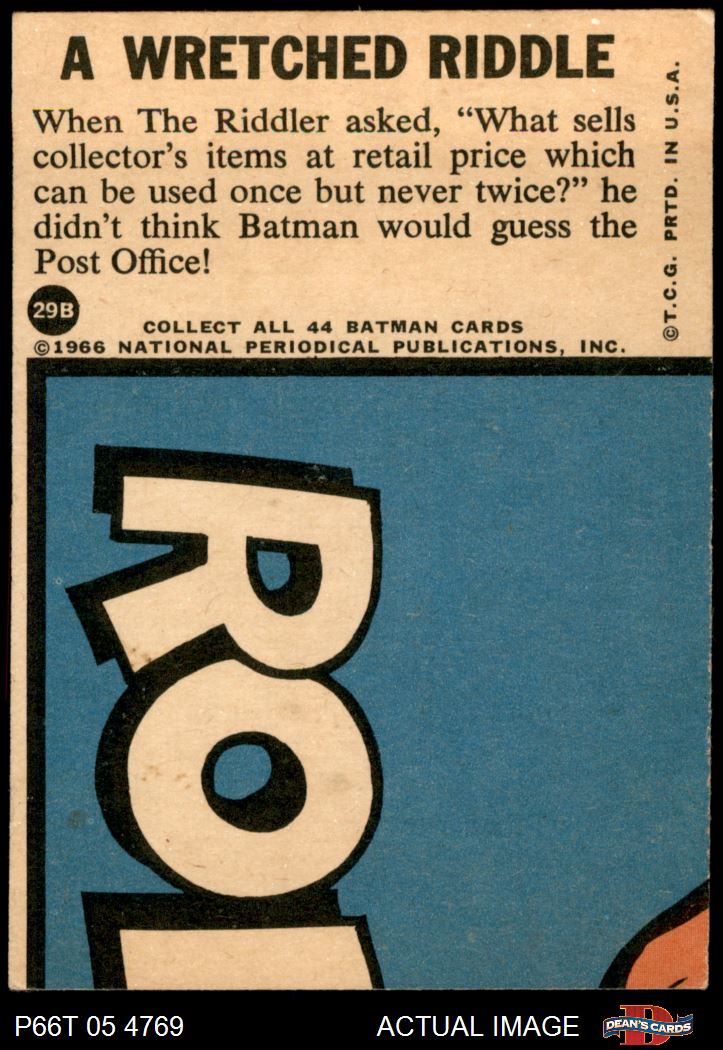 A WRETCHED RIDDLE
When The Riddler asked, “What sells
collector’s items at retail price which
can be used once but never twice?” he
didn’t think Batman would guess the
Post Office!
©T.C.G. PRTD. IN U.S.A.
29B
COLLECT ALL 44 BATMAN CARDS
©1966 NATIONAL PERIODICAL PUBLICATIONS, INC.
RO
P66T 05 4769
ACTUAL IMAGE
D
DEAN'S CARDS